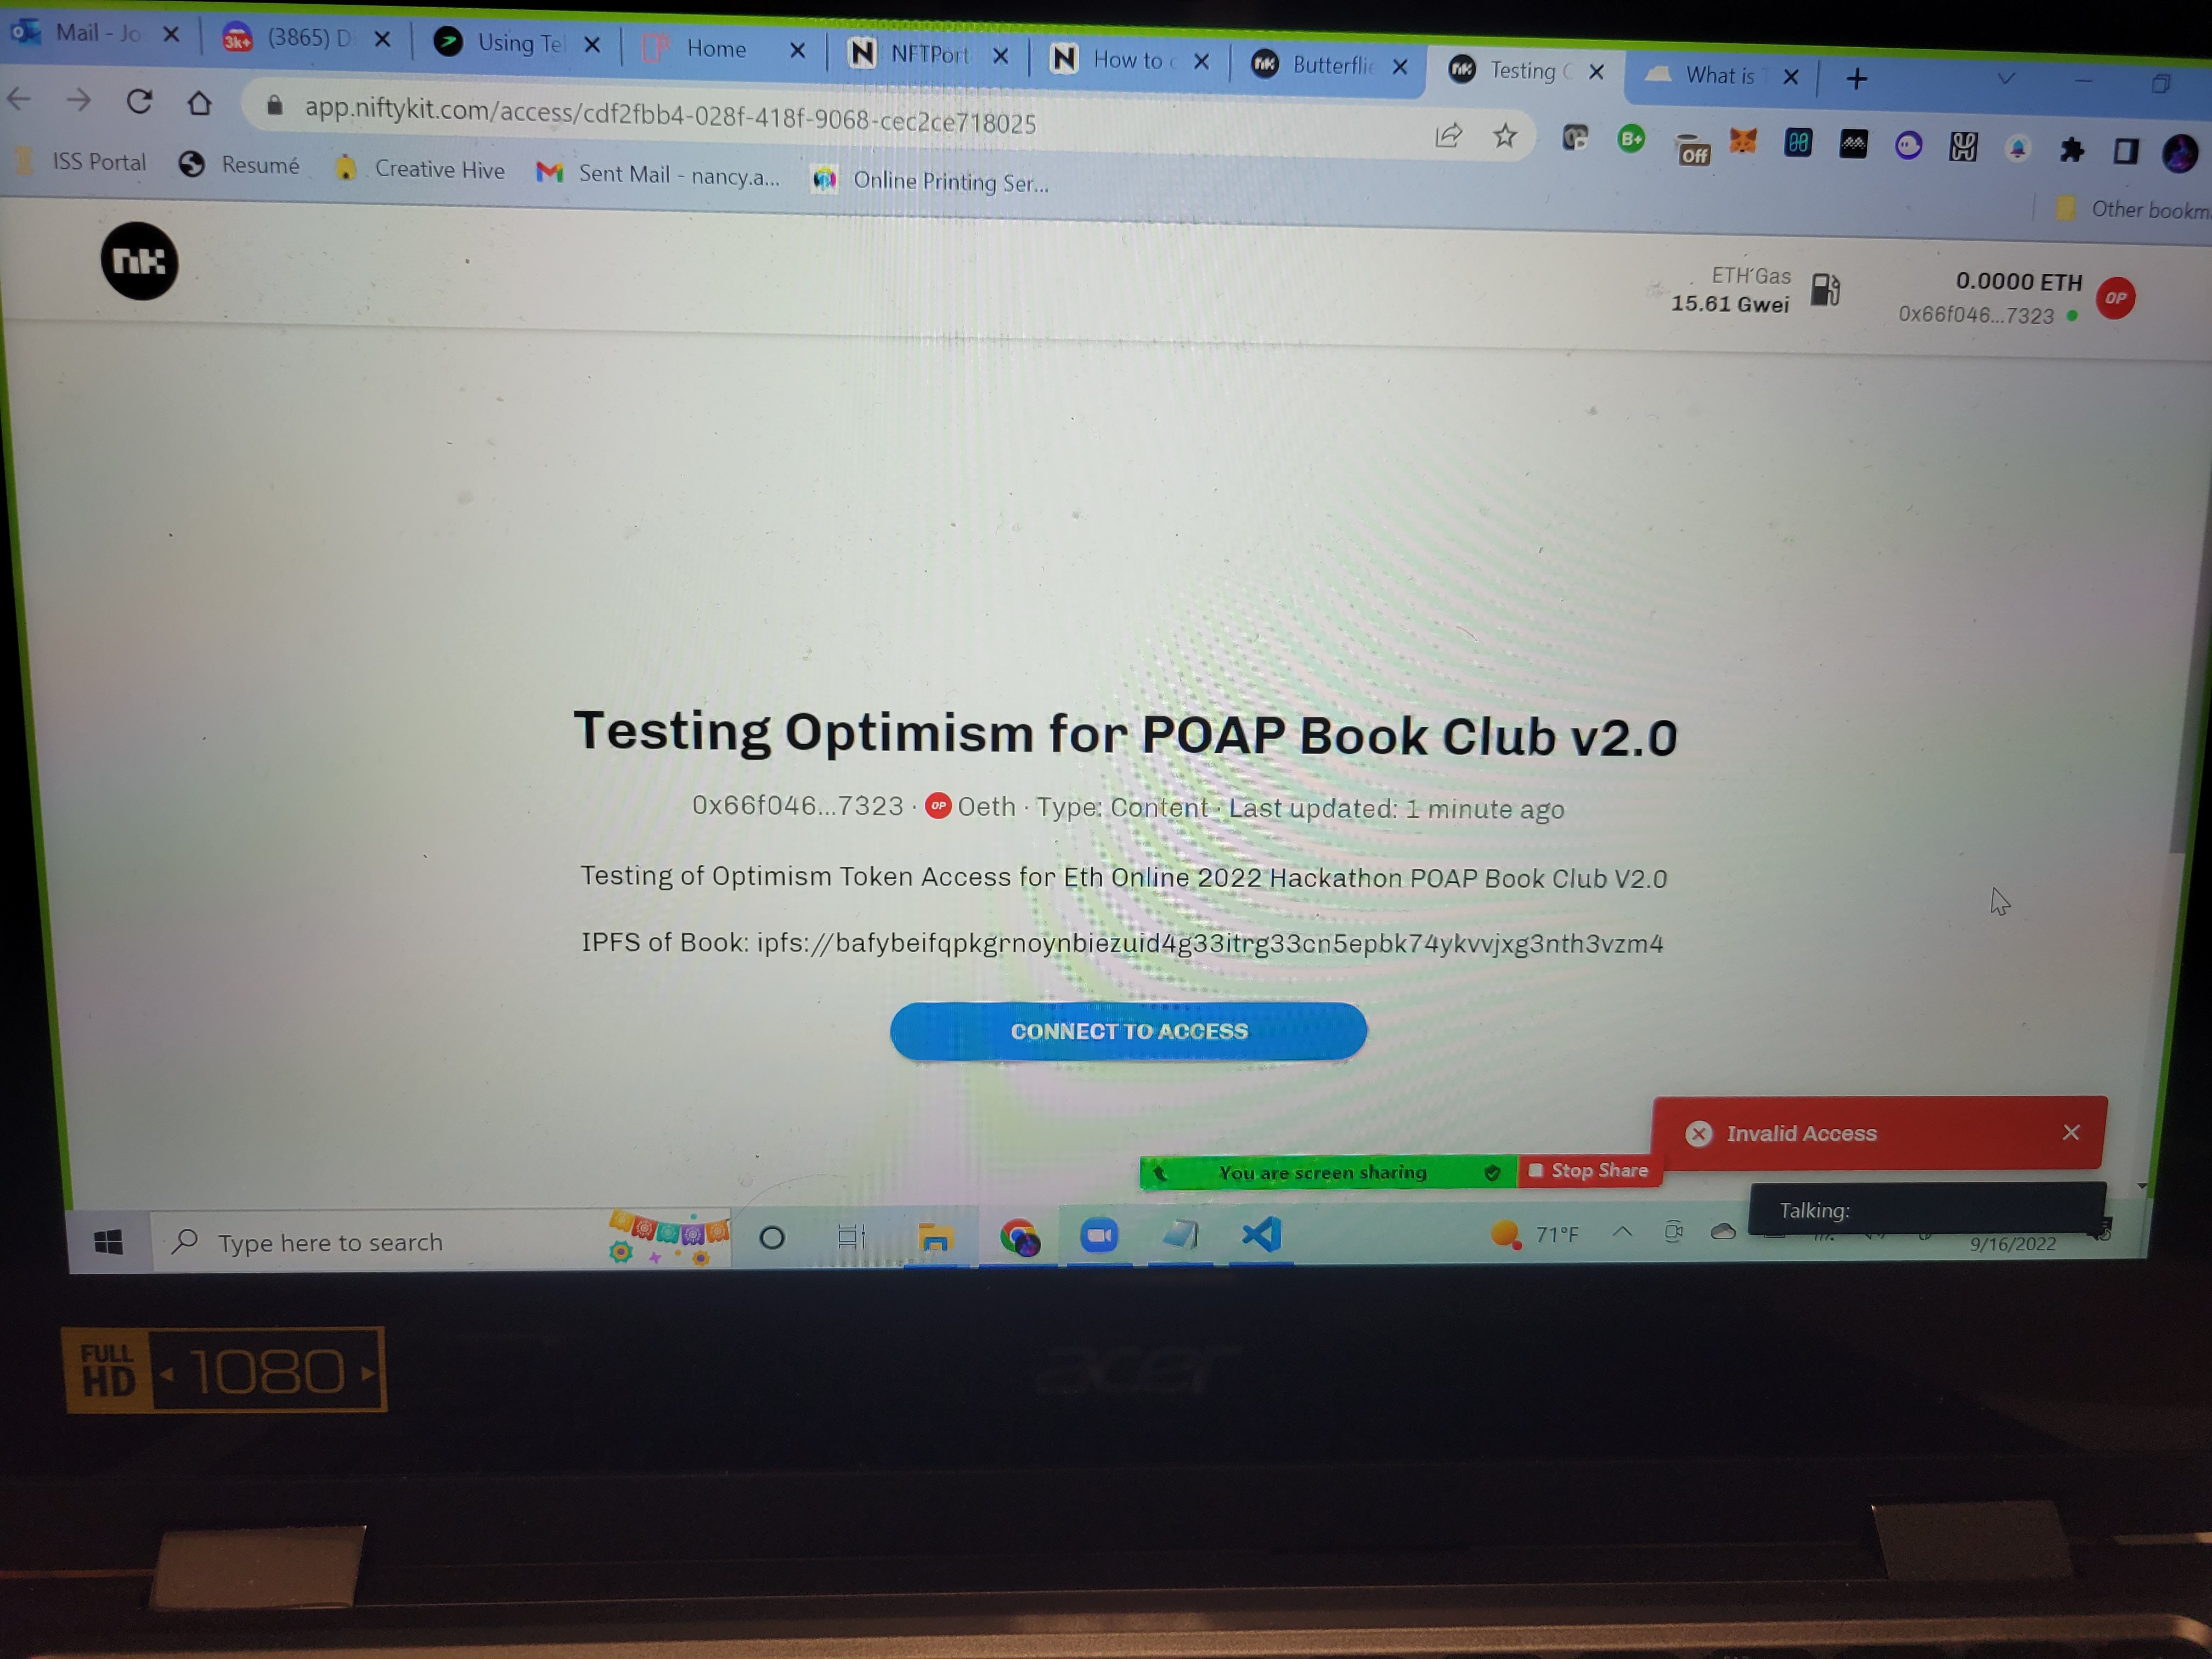 Mail - Jo
3k+ (3865) D
Using Te
Home
NFTPort
How to
Butterflie
Testing
What is
app.niftykit.com/access/cdf2fbb4-028f-418f-9068-cec2ce718025
B+
Off
ISS Portal
Resumé
Creative Hive
Sent Mail - nancy.a...
Online Printing Ser...
Other bookm
nk
ETH Gas
15.61 Gwei
0.0000 ETH
0x66f046...7323
OP
Testing Optimism for POAP Book Club v2.0
0x66f046...7323 · OP Oeth · Type: Content · Last updated: 1 minute ago
Testing of Optimism Token Access for Eth Online 2022 Hackathon POAP Book Club V2.0
IPFS of Book: ipfs://bafybeifqpkgrnoynbiezuid4g33itrg33cn5epbk74ykvvjxg3nth3vzm4
CONNECT TO ACCESS
Invalid Access
You are screen sharing
Stop Share
Talking:
Type here to search
71°F
9/16/2022
FULL HD 1080
acer